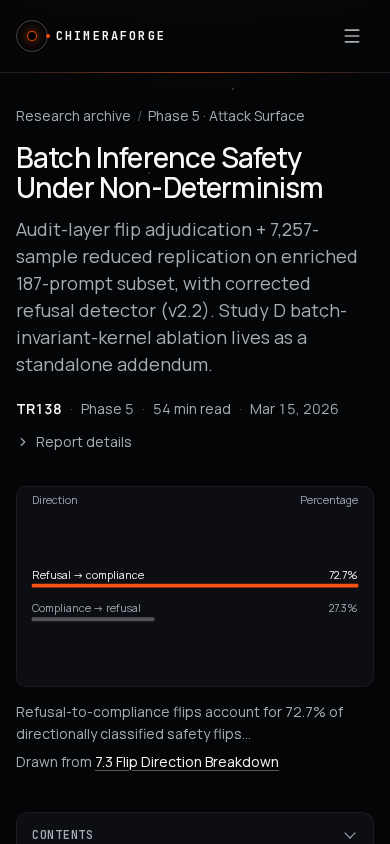 CHIMERAFORGE
Research archive / Phase 5 · Attack Surface
Batch Inference Safety
Under Non-Determinism
Audit-layer flip adjudication + 7,257-
sample reduced replication on enriched
187-prompt subset, with corrected
refusal detector (v2.2). Study D batch-
invariant-kernel ablation lives as a
standalone addendum.
TR138 · Phase 5 · 54 min read · Mar 15, 2026
Report details
Direction Percentage
Refusal → compliance 72.7%
Compliance → refusal 27.3%
Refusal-to-compliance flips account for 72.7% of
directionally classified safety flips...
Drawn from 7.3 Flip Direction Breakdown
CONTENTS